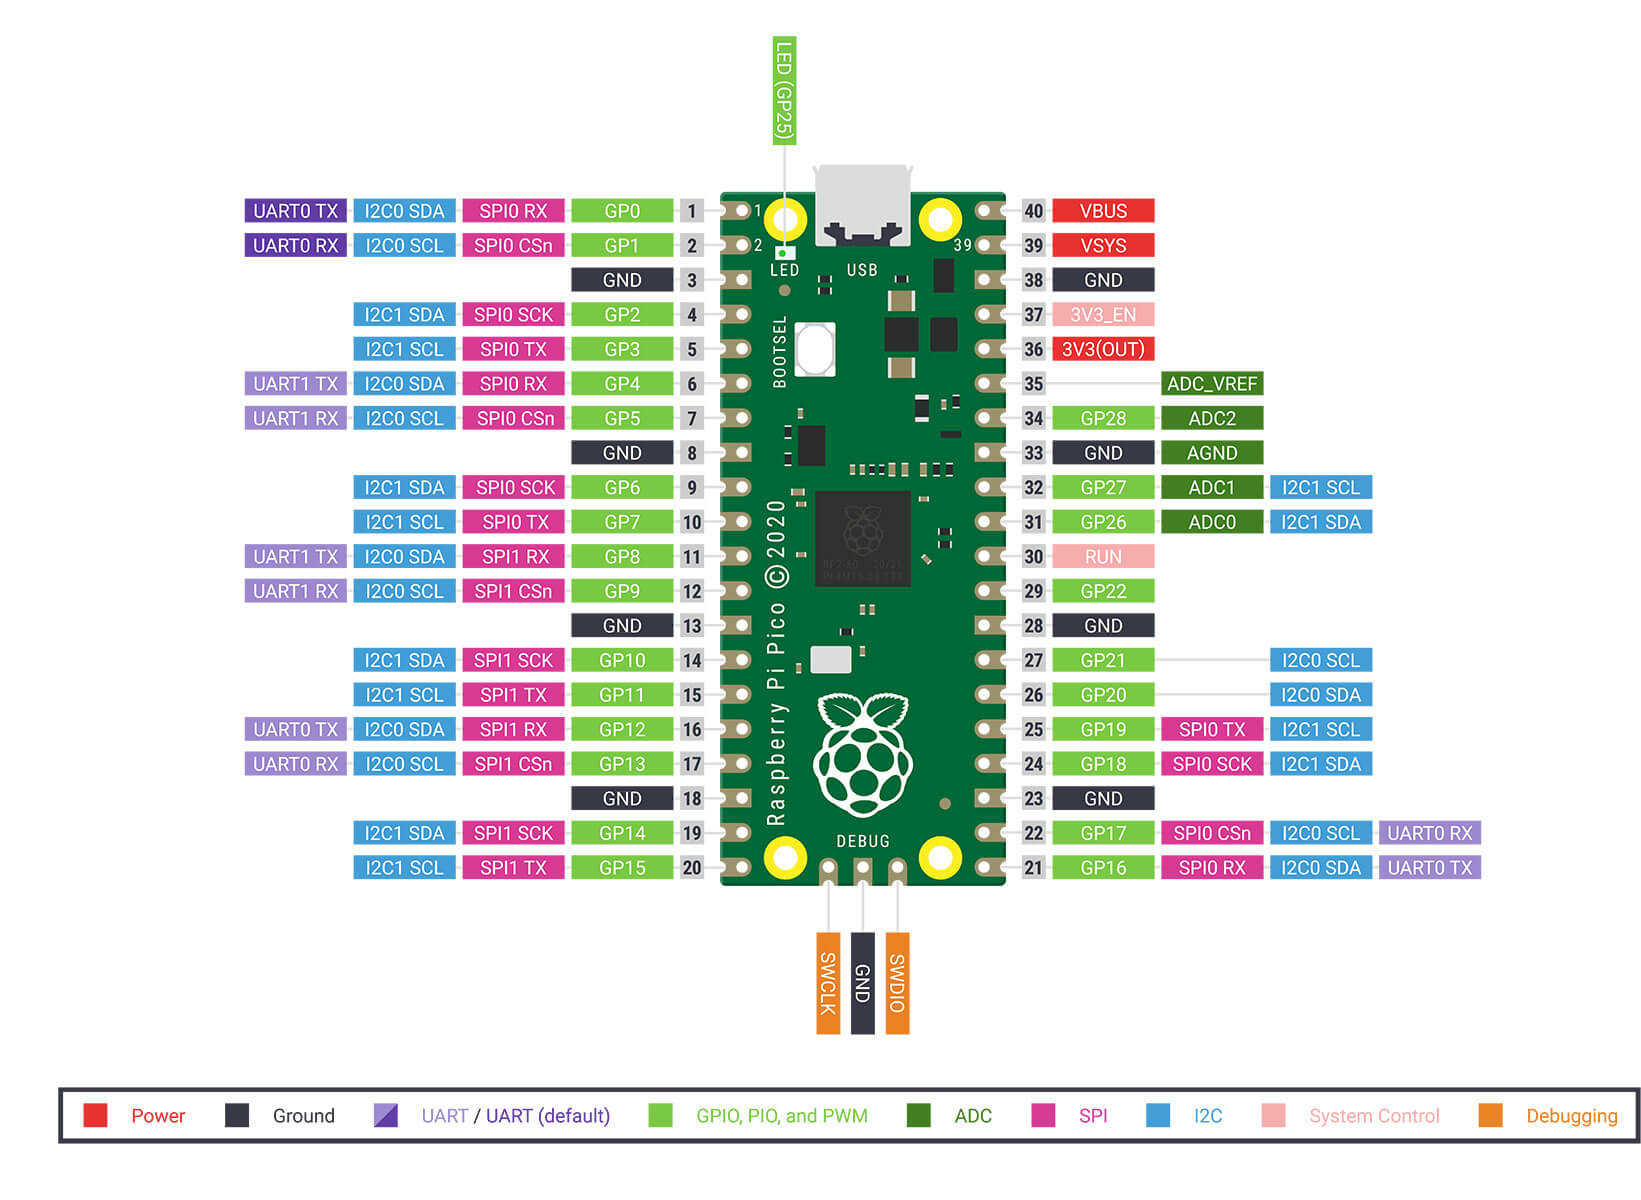 LED (GP25)
UART0 TX I2C0 SDA SPI0 RX GP0 1 1 40 VBUS
UART0 RX I2C0 SCL SPI0 CSn GP1 2 2 39 39 VSYS
LED USB
GND 3 38 GND
I2C1 SDA SPI0 SCK GP2 4 37 3V3_EN
I2C1 SCL SPI0 TX GP3 5 36 3V3(OUT)
BOOTSEL
UART1 TX I2C0 SDA SPI0 RX GP4 6 35 ADC_VREF
UART1 RX I2C0 SCL SPI0 CSn GP5 7 34 GP28 ADC2
GND 8 33 GND AGND
I2C1 SDA SPI0 SCK GP6 9 32 GP27 ADC1 I2C1 SCL
I2C1 SCL SPI0 TX GP7 10 31 GP26 ADC0 I2C1 SDA
UART1 TX I2C0 SDA SPI1 RX GP8 11 30 RUN
UART1 RX I2C0 SCL SPI1 CSn GP9 12 29 GP22
GND 13 28 GND
Raspberry Pi Pico © 2020
I2C1 SDA SPI1 SCK GP10 14 27 GP21 I2C0 SCL
I2C1 SCL SPI1 TX GP11 15 26 GP20 I2C0 SDA
UART0 TX I2C0 SDA SPI1 RX GP12 16 25 GP19 SPI0 TX I2C1 SCL
UART0 RX I2C0 SCL SPI1 CSn GP13 17 24 GP18 SPI0 SCK I2C1 SDA
GND 18 23 GND
I2C1 SDA SPI1 SCK GP14 19 22 GP17 SPI0 CSn I2C0 SCL UART0 RX
DEBUG
I2C1 SCL SPI1 TX GP15 20 21 GP16 SPI0 RX I2C0 SDA UART0 TX
SWCLK
GND
SWDIO
Power Ground UART / UART (default) GPIO, PIO, and PWM ADC SPI I2C System Control Debugging